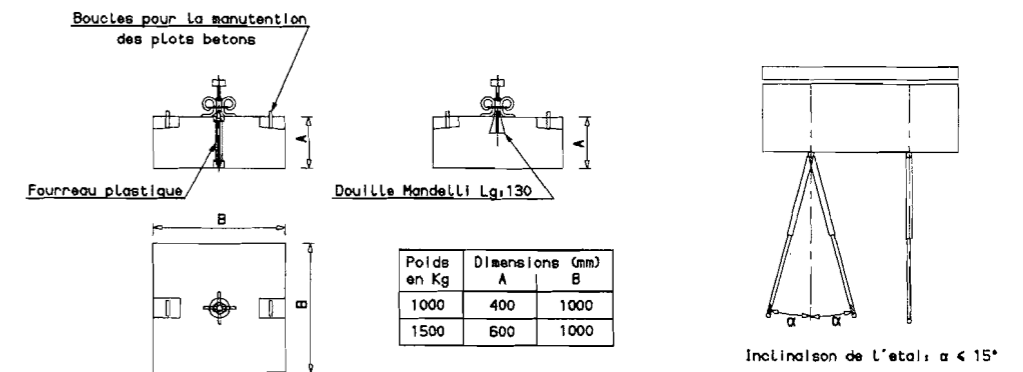 Boucles pour la manutention
des plots betons
A
A
Fourreau plastique
Douille Mandelli Lg:130
B
B
Poids en Kg | Dimensions (mm)
A | B
1000 | 400 | 1000
1500 | 600 | 1000
α α
Inclinaison de l'etai: α ≤ 15°